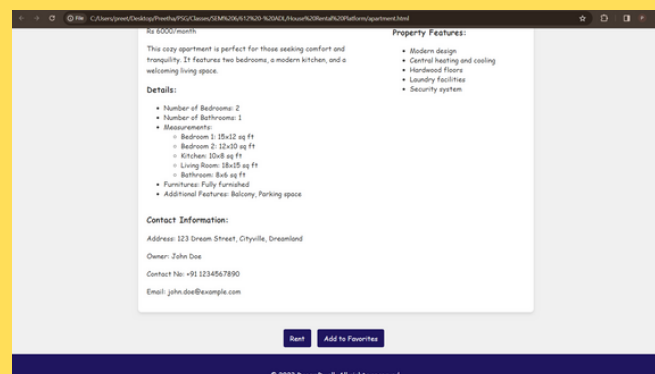 File C:/Users/preet/Desktop/Preetha/PSG/Classes/SEM%206/%20-%20ADL/House%20Rental%20Platform/apartment.html
Rs 6000/month
This cozy apartment is perfect for those seeking comfort and
tranquility. It features two bedrooms, a modern kitchen, and a
welcoming living space.
Details:
Number of Bedrooms: 2
Number of Bathrooms: 1
Measurements:
Bedroom 1: 15x12 sq ft
Bedroom 2: 12x10 sq ft
Kitchen: 10x8 sq ft
Living Room: 18x15 sq ft
Bathroom: 8x6 sq ft
Furnitures: Fully furnished
Additional Features: Balcony, Parking space
Contact Information:
Address: 123 Dream Street, Cityville, Dreamland
Owner: John Doe
Contact No: +91 1234567890
Email: john.doe@example.com
Property Features:
Modern design
Central heating and cooling
Hardwood floors
Laundry facilities
Security system
Rent
Add to Favorites